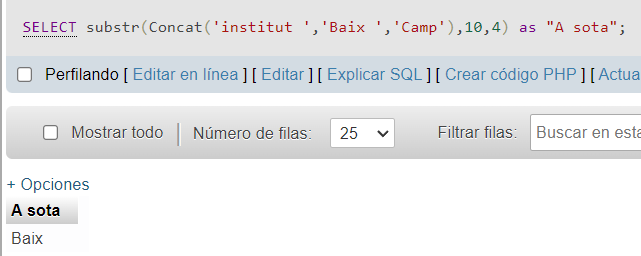 SELECT substr(Concat('institut ','Baix ','Camp'),10,4) as "A sota";
Perfilando [ Editar en línea ] [ Editar ] [ Explicar SQL ] [ Crear código PHP ] [ Actua
Mostrar todo Número de filas: 25 Filtrar filas: Buscar en esta
+ Opciones
A sota
Baix